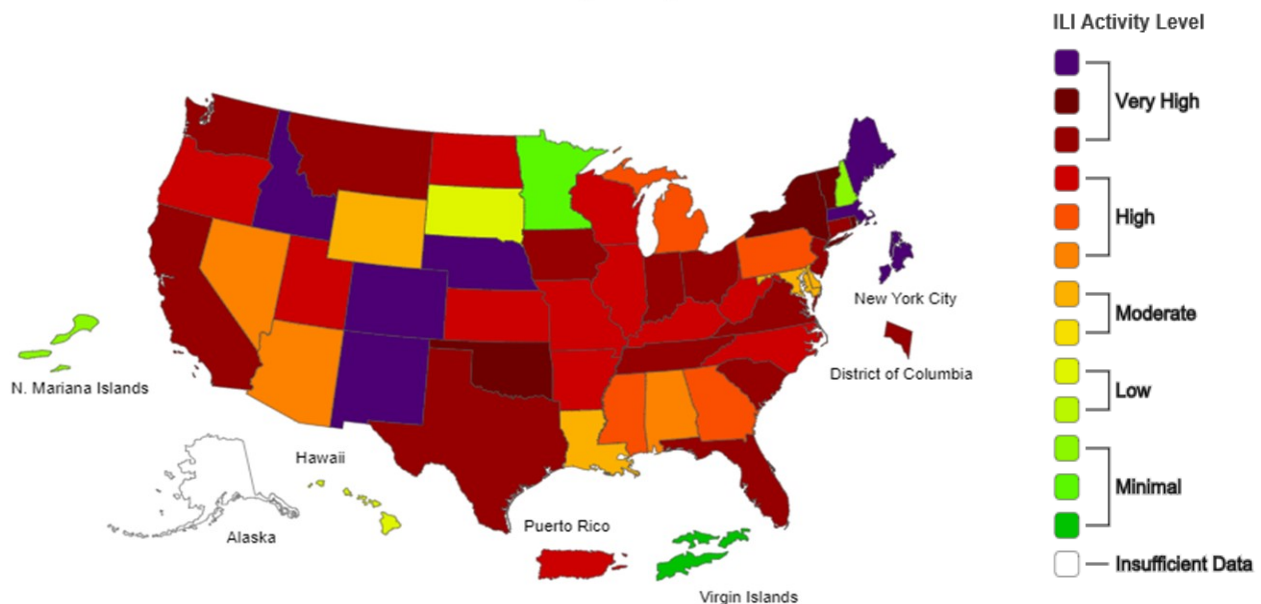 ILI Activity Level
Very High
High
Moderate
Low
Minimal
Insufficient Data
New York City
District of Columbia
N. Mariana Islands
Hawaii
Alaska
Puerto Rico
Virgin Islands